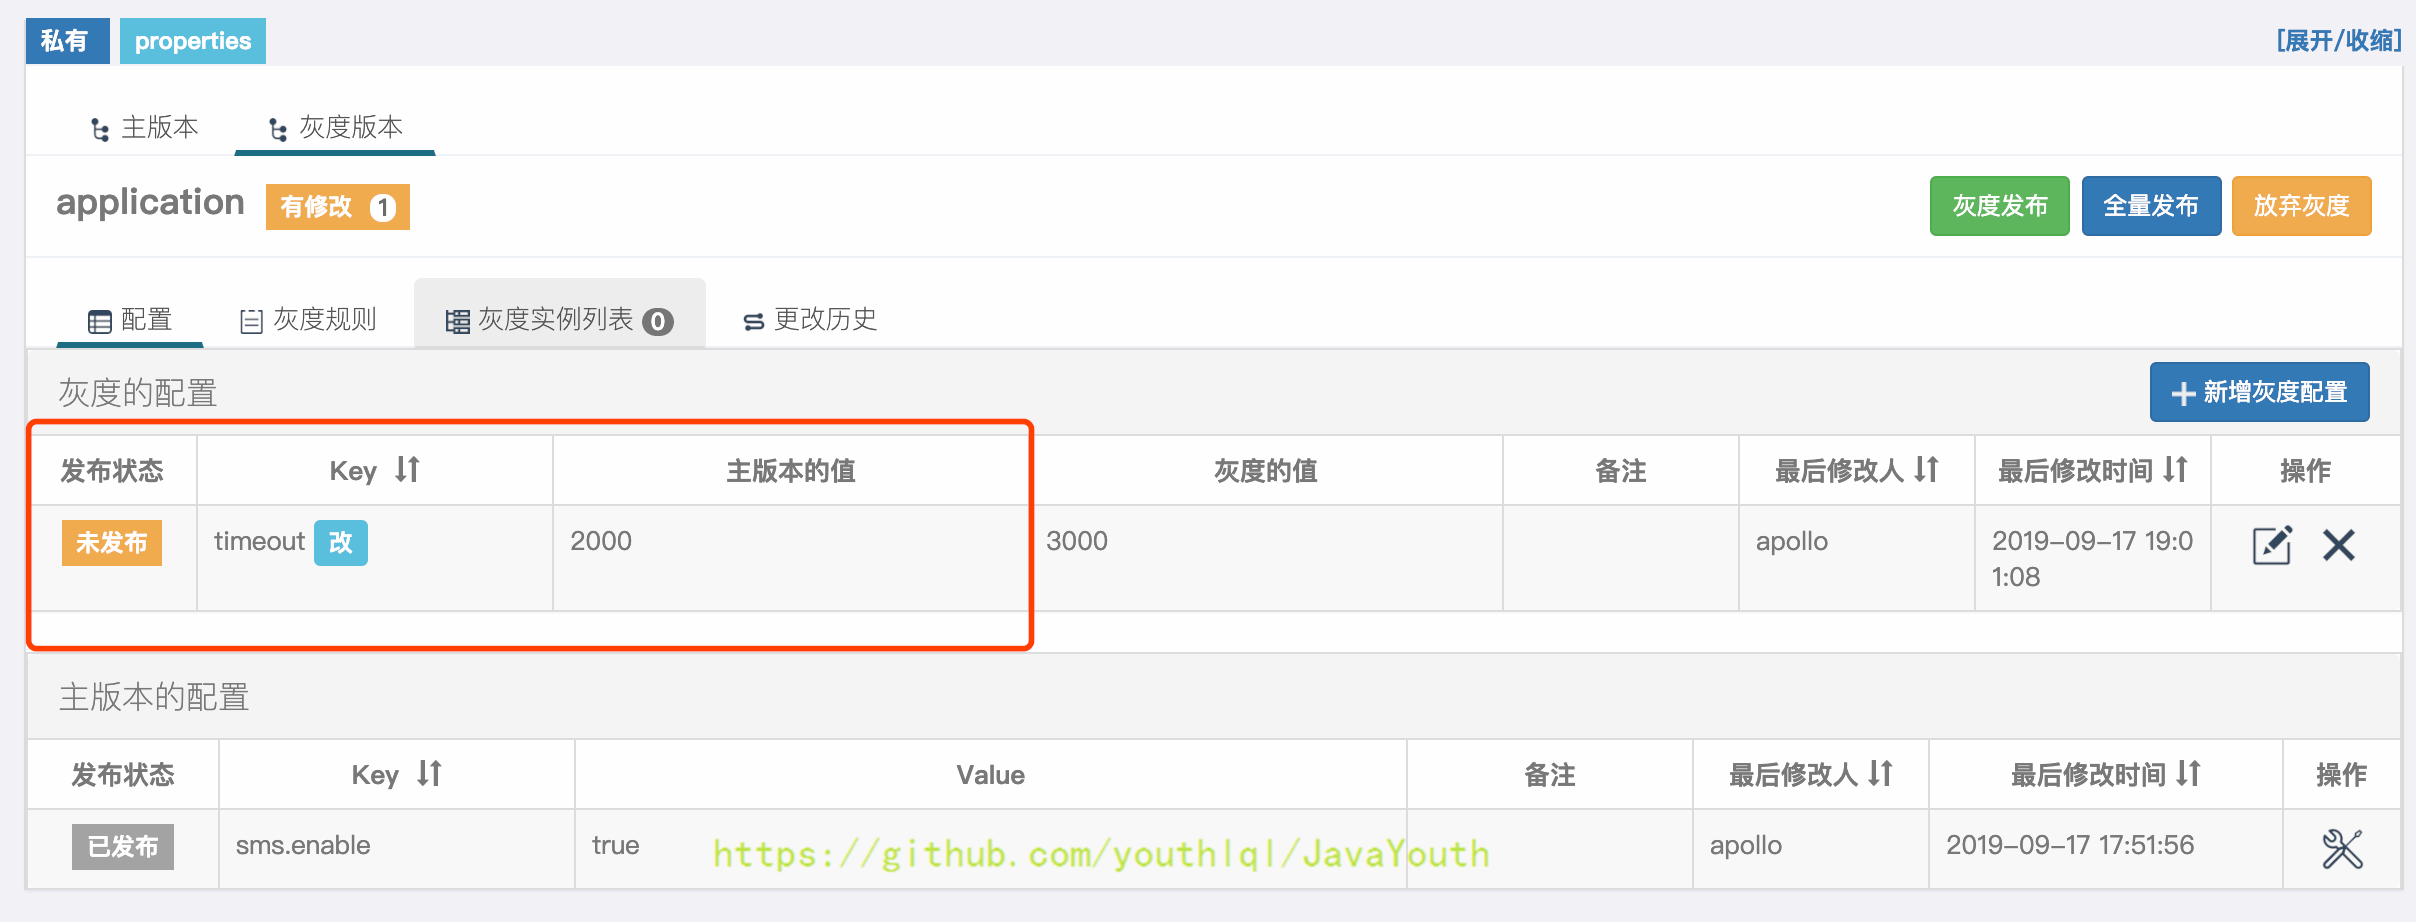 私有 properties [展开/收缩]
主版本 灰度版本
application 有修改 1 灰度发布 全量发布 放弃灰度
配置 灰度规则 灰度实例列表 0 更改历史
灰度的配置 新增灰度配置
发布状态 Key 主版本的值 灰度的值 备注 最后修改人 最后修改时间 操作
未发布 timeout 改 2000 3000 apollo 2019-09-17 19:0
1:08
主版本的配置
发布状态 Key Value 备注 最后修改人 最后修改时间 操作
已发布 sms.enable true https://github.com/youthlql/JavaYouth apollo 2019-09-17 17:51:56